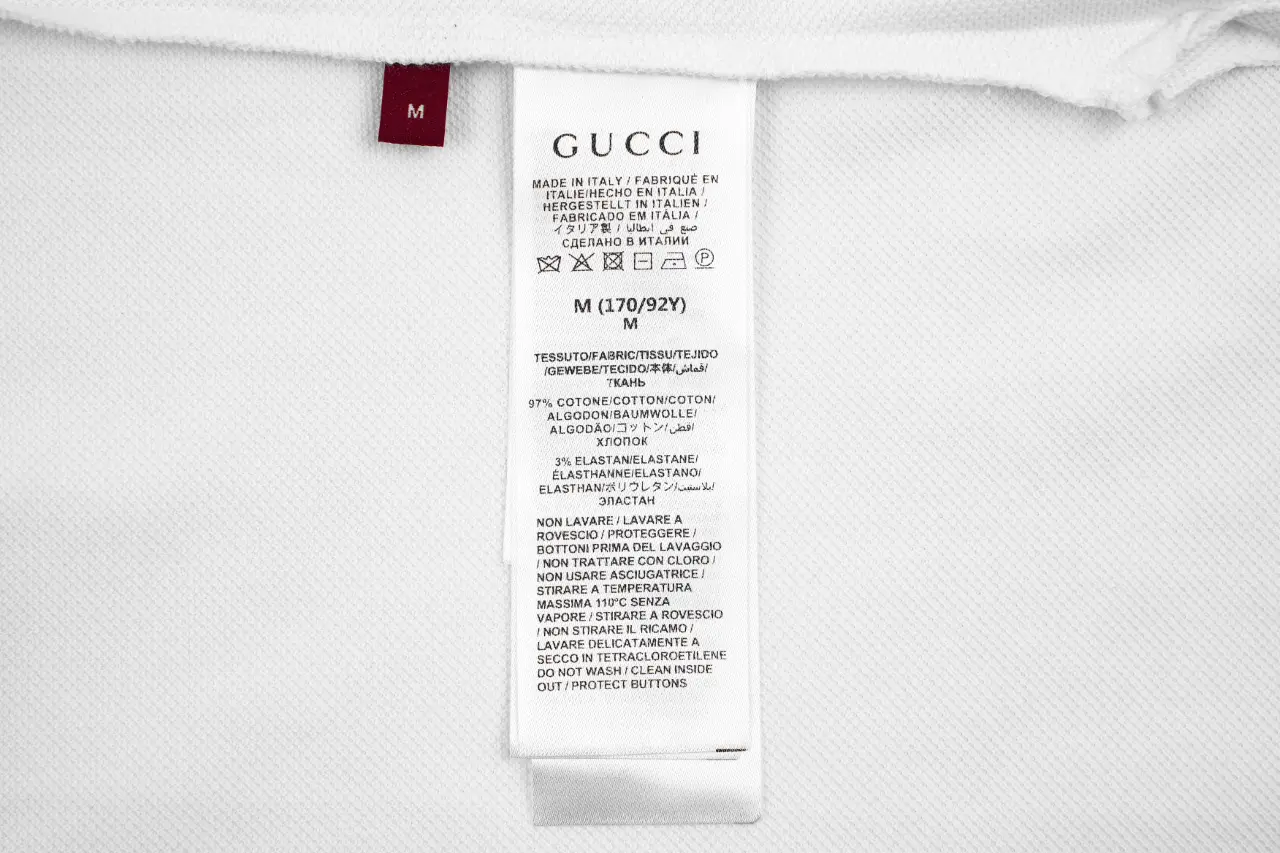 M
GUCCI
MADE IN ITALY / FABRIQUÉ EN
ITALIE/HECHO EN ITALIA /
HERGESTELLT IN ITALIEN /
FABRICADO EM ITÁLIA /
イタリア製 / صنع في ايطاليا
СДЕЛАНО В ИТАЛИИ
P
M (170/92Y)
M
TESSUTO/FABRIC/TISSU/TEJIDO
/GEWEBE/TECIDO/本体/قماش/
ТКАНЬ
97% COTONE/COTTON/COTON/
ALGODON/BAUMWOLLE/
ALGODÃO/コットン/قطن/
ХЛОПОК
3% ELASTAN/ELASTANE/
ÉLASTHANNE/ELASTANO/
ELASTHAN/ポリウレタン/
ЭЛАСТАН
NON LAVARE / LAVARE A
ROVESCIO / PROTEGGERE /
BOTTONI PRIMA DEL LAVAGGIO
/ NON TRATTARE CON CLORO /
NON USARE ASCIUGATRICE /
STIRARE A TEMPERATURA
MASSIMA 110°C SENZA
VAPORE / STIRARE A ROVESCIO
/ NON STIRARE IL RICAMO /
LAVARE DELICATAMENTE A
SECCO IN TETRACLOROETILENE
DO NOT WASH / CLEAN INSIDE
OUT / PROTECT BUTTONS